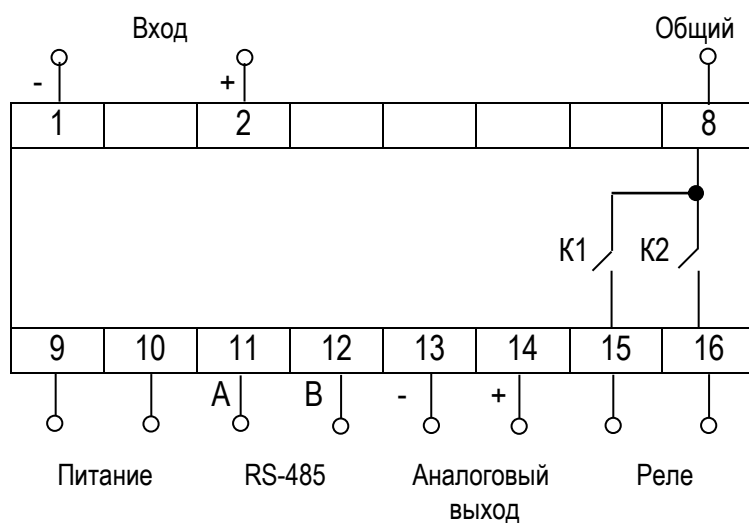 Вход
Общий
- +
1 2 8
К1 К2
9 10 11 12 13 14 15 16
A B - +
Питание RS-485 Аналоговый выход Реле